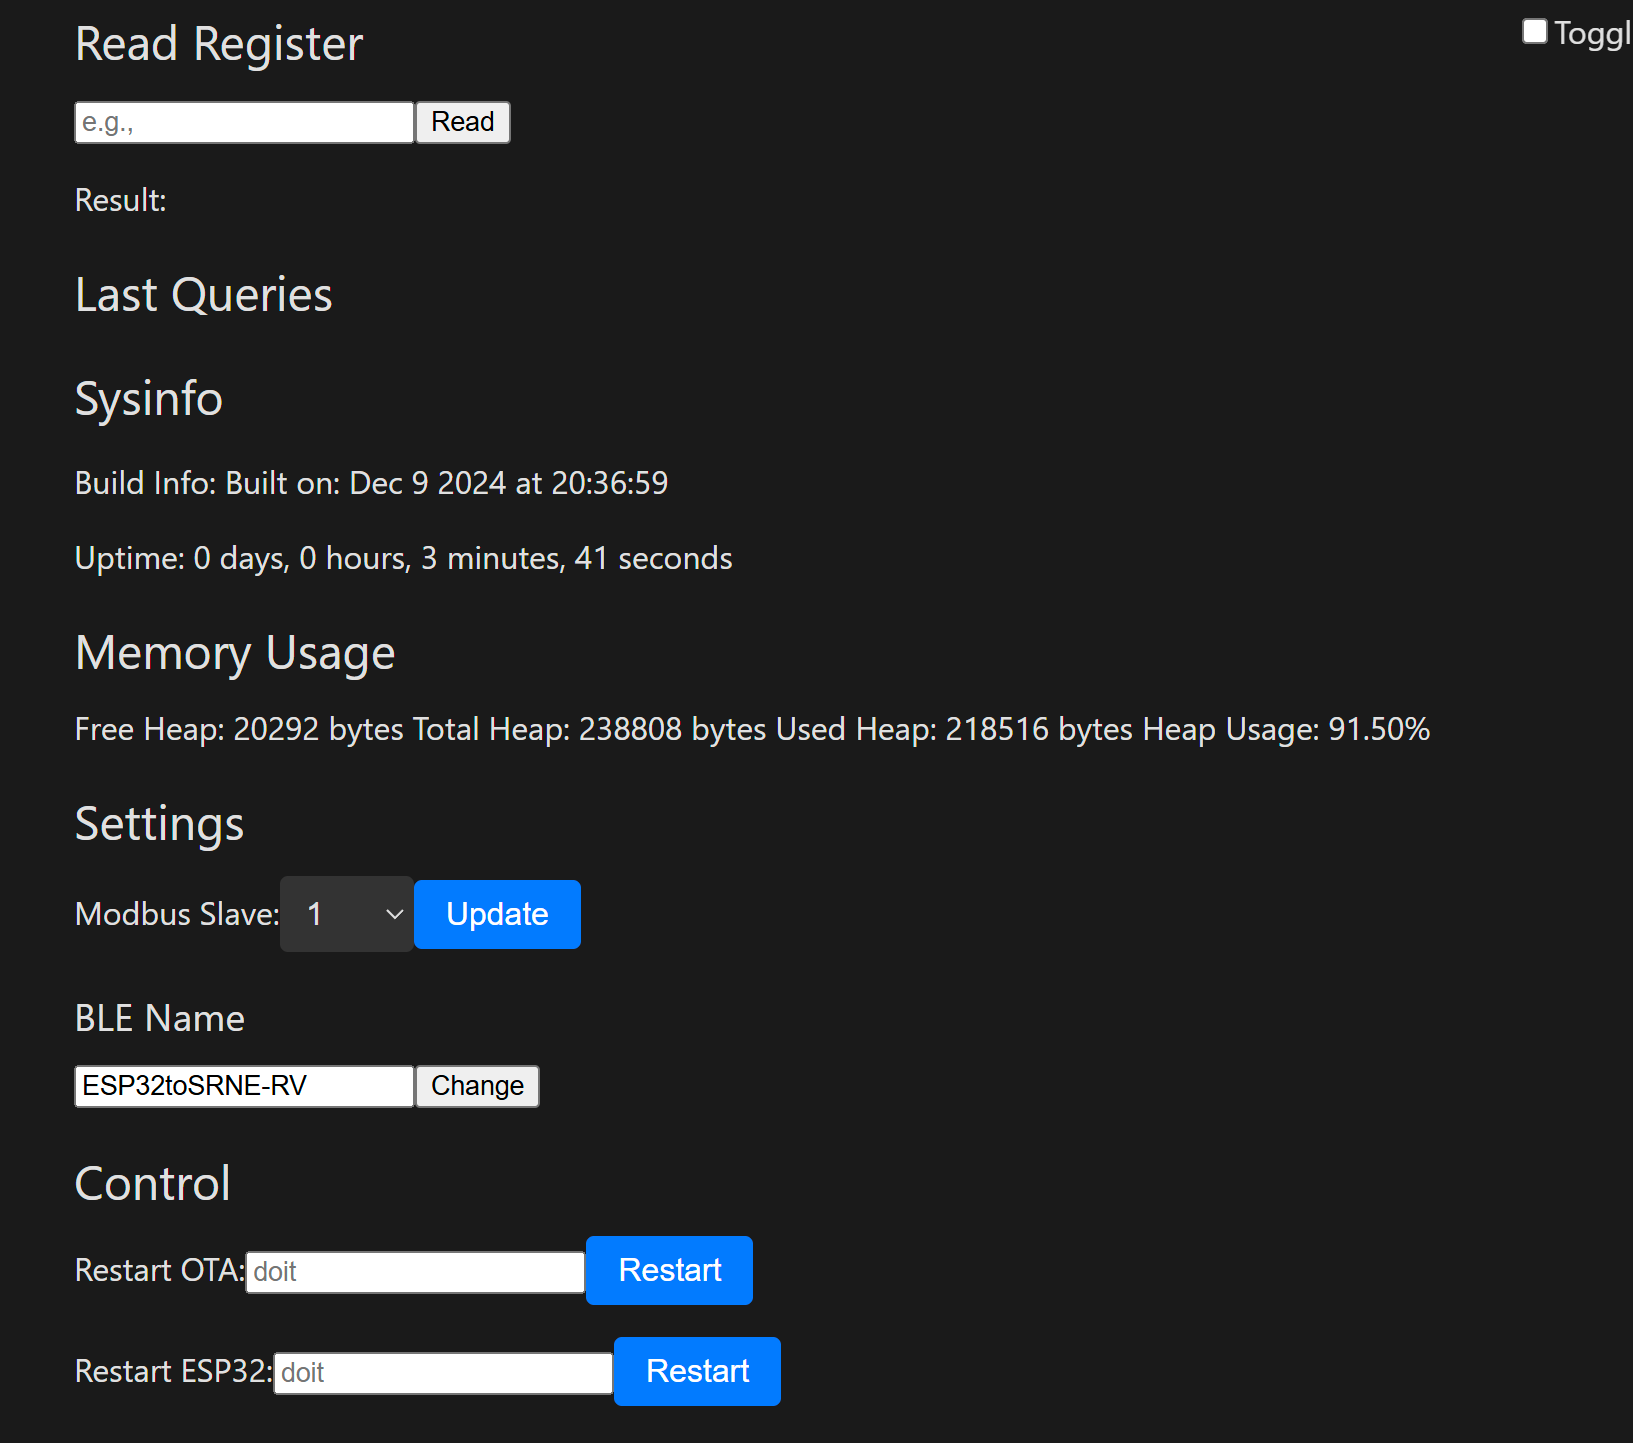 Read Register
Toggl
e.g.,
Read
Result:
Last Queries
Sysinfo
Build Info: Built on: Dec 9 2024 at 20:36:59
Uptime: 0 days, 0 hours, 3 minutes, 41 seconds
Memory Usage
Free Heap: 20292 bytes Total Heap: 238808 bytes Used Heap: 218516 bytes Heap Usage: 91.50%
Settings
Modbus Slave: 1 Update
BLE Name
ESP32toSRNE-RV Change
Control
Restart OTA: doit Restart
Restart ESP32: doit Restart